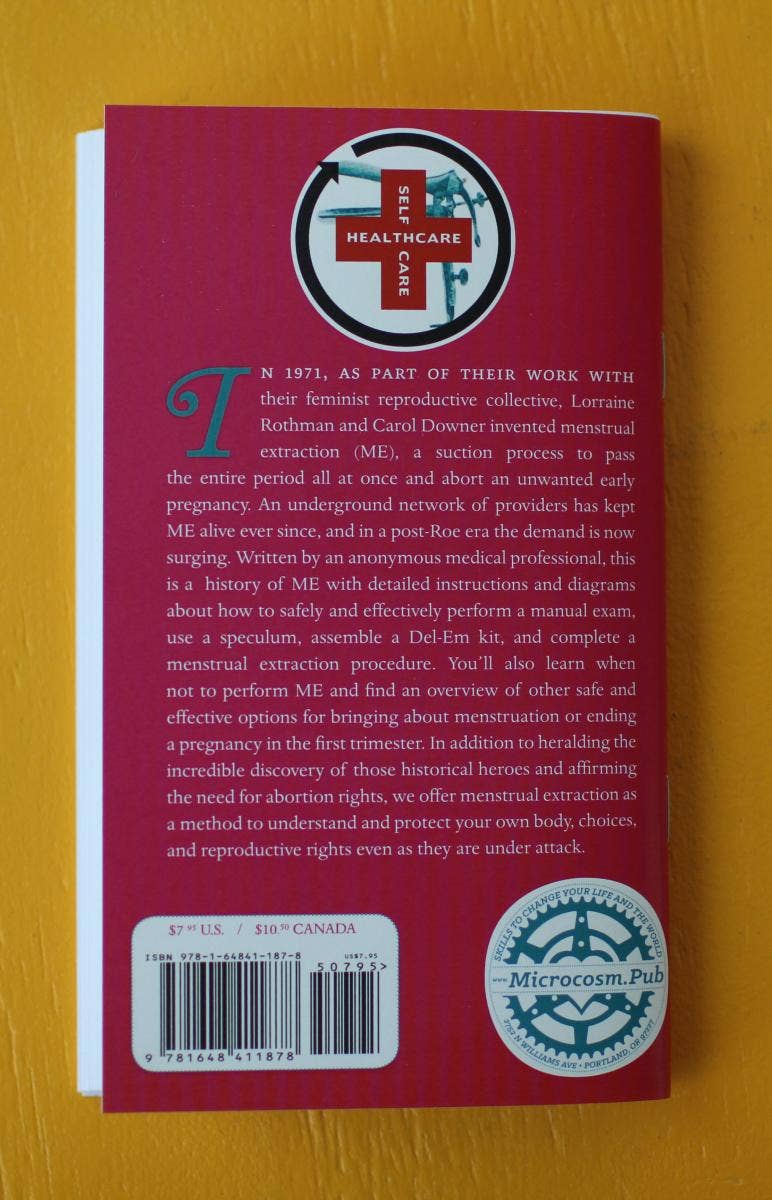 SELF
HEALTHCARE
CARE
IN 1971, AS PART OF THEIR WORK WITH
their feminist reproductive collective, Lorraine
Rothman and Carol Downer invented menstrual
extraction (ME), a suction process to pass
the entire period all at once and abort an unwanted early
pregnancy. An underground network of providers has kept
ME alive ever since, and in a post-Roe era the demand is now
surging. Written by an anonymous medical professional, this
is a history of ME with detailed instructions and diagrams
about how to safely and effectively perform a manual exam,
use a speculum, assemble a Del-Em kit, and complete a
menstrual extraction procedure. You'll also learn when
not to perform ME and find an overview of other safe and
effective options for bringing about menstruation or ending
a pregnancy in the first trimester. In addition to heralding the
incredible discovery of those historical heroes and affirming
the need for abortion rights, we offer menstrual extraction as
a method to understand and protect your own body, choices,
and reproductive rights even as they are under attack.
$7.95 U.S. / $10.50 CANADA
ISBN 978-1-64841-187-8
US$7.95
50795>
9 781648 411878
SKILLS TO CHANGE YOUR LIFE AND THE WORLD
www.Microcosm.Pub
2752 N WILLIAMS AVE • PORTLAND, OR 97227